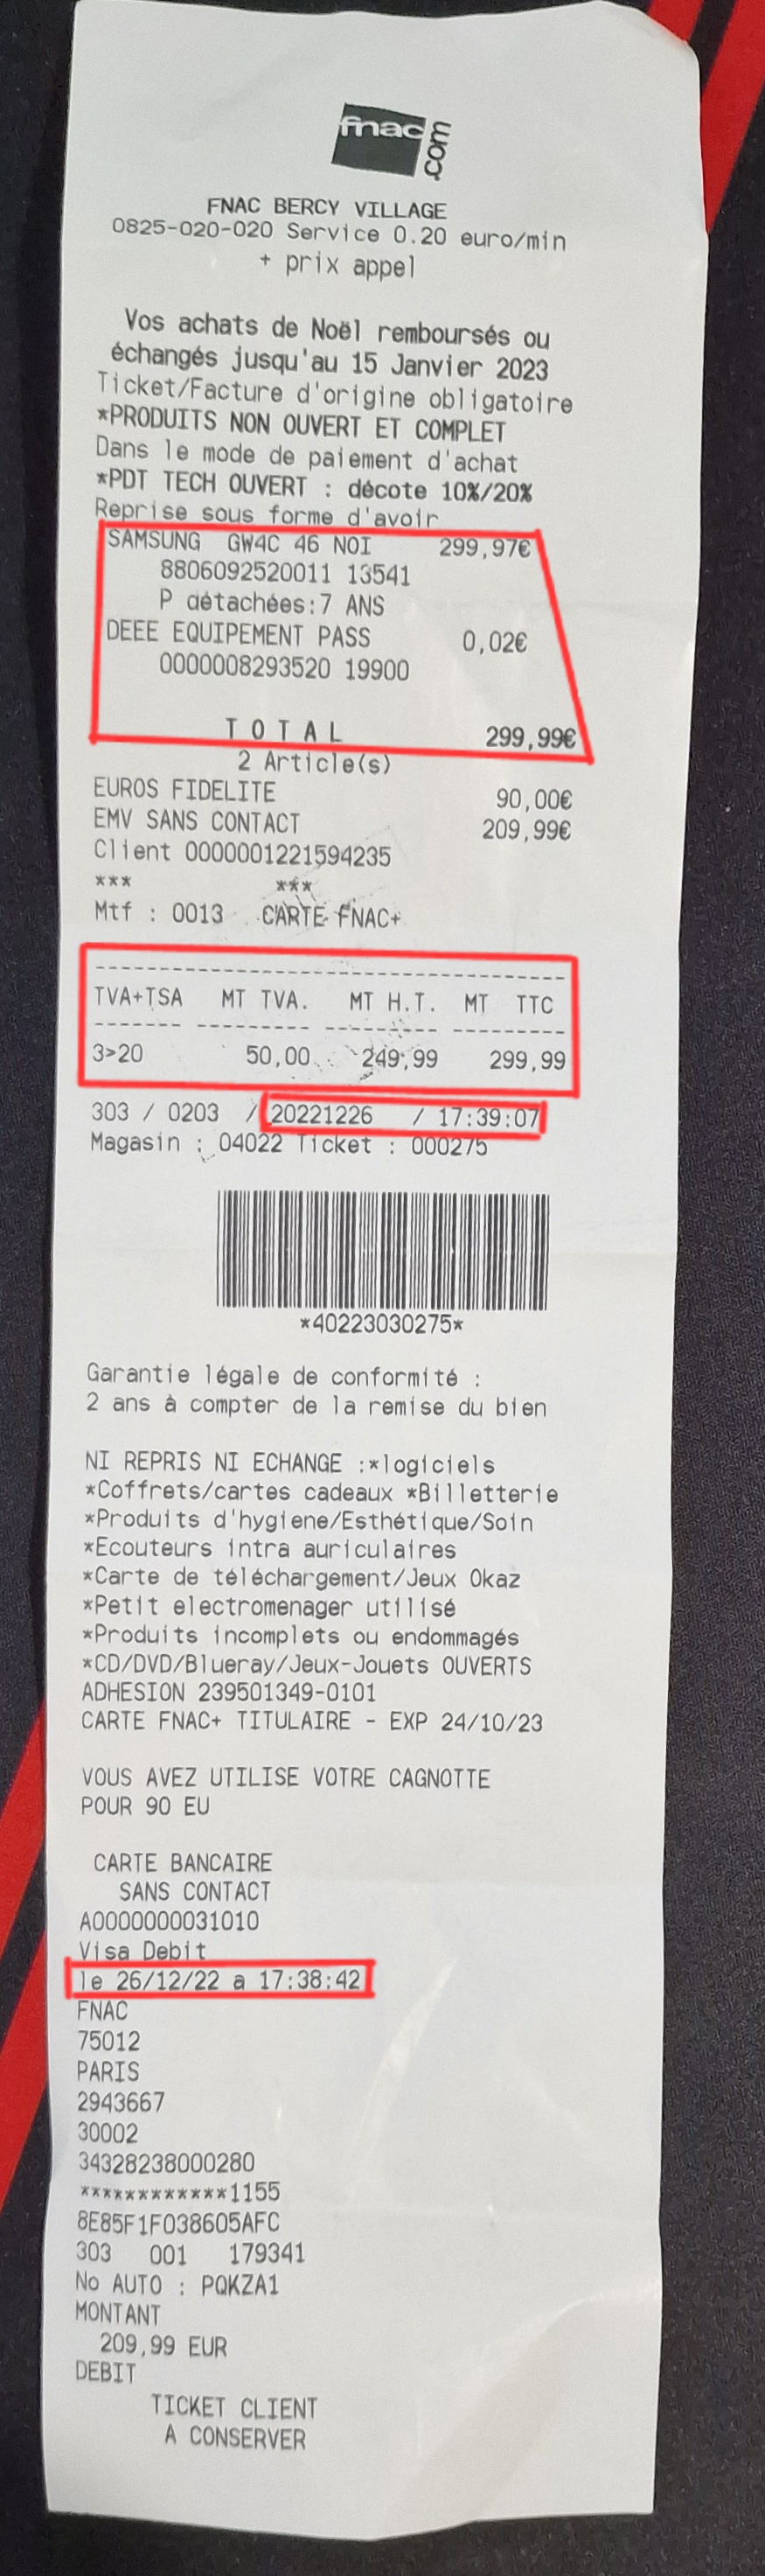 fnac.com
FNAC BERCY VILLAGE
0825-020-020 Service 0.20 euro/min
+ prix appel
Vos achats de Noël remboursés ou
échangés jusqu'au 15 Janvier 2023
Ticket/Facture d'origine obligatoire
*PRODUITS NON OUVERT ET COMPLET
Dans le mode de paiement d'achat
*PDT TECH OUVERT : décote 10%/20%
Reprise sous forme d'avoir
SAMSUNG GW4C 46 NOI 299,97€
8806092520011 13541
P détachées:7 ANS
DEEE EQUIPEMENT PASS 0,02€
0000008293520 19900
T O T A L 299,99€
2 Article(s)
EUROS FIDELITE 90,00€
EMV SANS CONTACT 209,99€
Client 0000001221594235
*** ***
Mtf : 0013 CARTE FNAC+
------------------------------------
TVA+TSA MT TVA. MT H.T. MT TTC
------- --------- --------- ---------
3>20 50,00 249,99 299,99
303 / 0203 / 20221226 / 17:39:07
Magasin : 04022 Ticket : 000275
*40223030275*
Garantie légale de conformité :
2 ans à compter de la remise du bien
NI REPRIS NI ECHANGE :*logiciels
*Coffrets/cartes cadeaux *Billetterie
*Produits d'hygiene/Esthétique/Soin
*Ecouteurs intra auriculaires
*Carte de téléchargement/Jeux Okaz
*Petit electromenager utilisé
*Produits incomplets ou endommagés
*CD/DVD/Blueray/Jeux-Jouets OUVERTS
ADHESION 239501349-0101
CARTE FNAC+ TITULAIRE - EXP 24/10/23
VOUS AVEZ UTILISE VOTRE CAGNOTTE
POUR 90 EU
CARTE BANCAIRE
SANS CONTACT
A0000000031010
Visa Debit
le 26/12/22 a 17:38:42
FNAC
75012
PARIS
2943667
30002
34328238000280
************1155
8E85F1F038605AFC
303 001 179341
No AUTO : PQKZA1
MONTANT
209,99 EUR
DEBIT
TICKET CLIENT
A CONSERVER